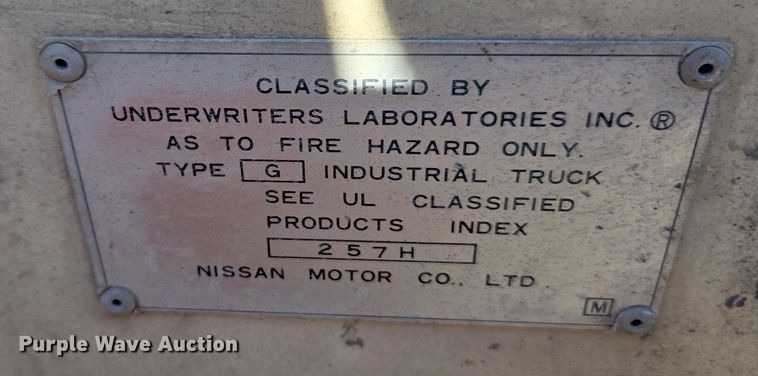 CLASSIFIED BY
UNDERWRITERS LABORATORIES INC. ®
AS TO FIRE HAZARD ONLY.
TYPE G INDUSTRIAL TRUCK
SEE UL CLASSIFIED
PRODUCTS INDEX
257H
NISSAN MOTOR CO., LTD
M
Purple Wave Auction